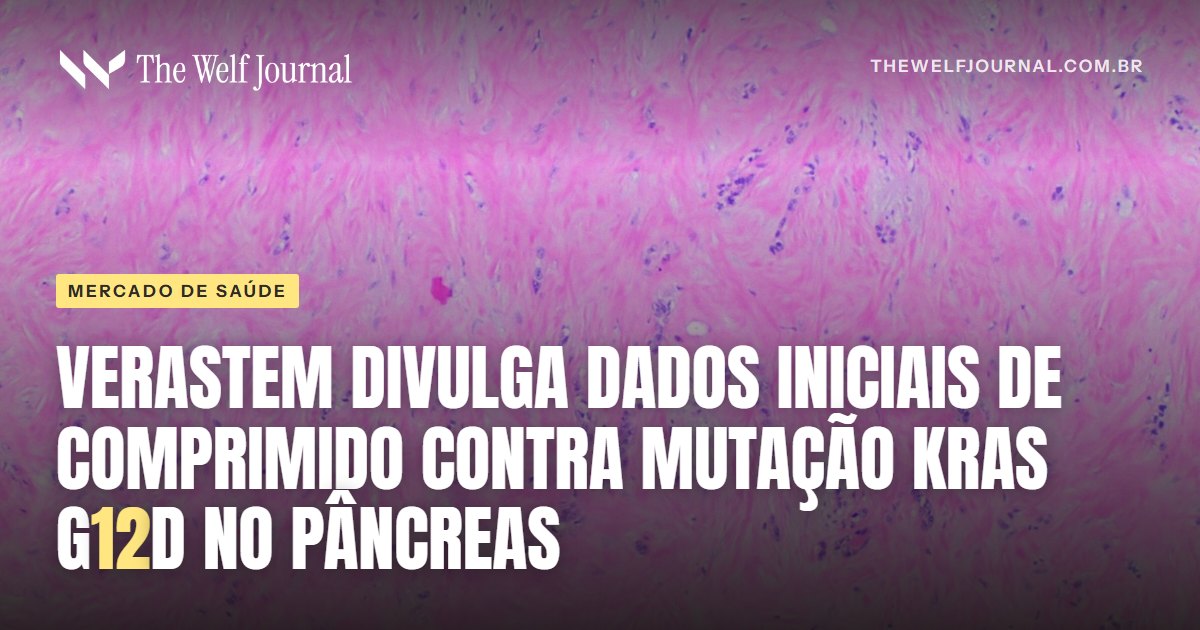 The Welf Journal
THEWELFJOURNAL.COM.BR
MERCADO DE SAÚDE
VERASTEM DIVULGA DADOS INICIAIS DE
COMPRIMIDO CONTRA MUTAÇÃO KRAS
G12D NO PÂNCREAS